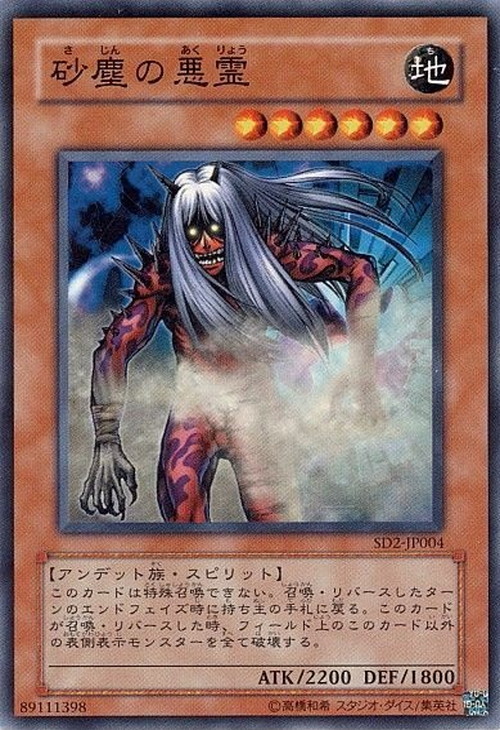 砂塵の悪霊
地
SD2-JP004
【アンデット族・スピリット】
このカードは特殊召喚できない。召喚・リバースしたター
ンのエンドフェイズ時に持ち主の手札に戻る。このカード
が召喚・リバースした時、フィールド上のこのカード以外
の表側表示モンスターを全て破壊する。
ATK/2200 DEF/1800
89111398
©高橋和希 スタジオ・ダイス/集英社